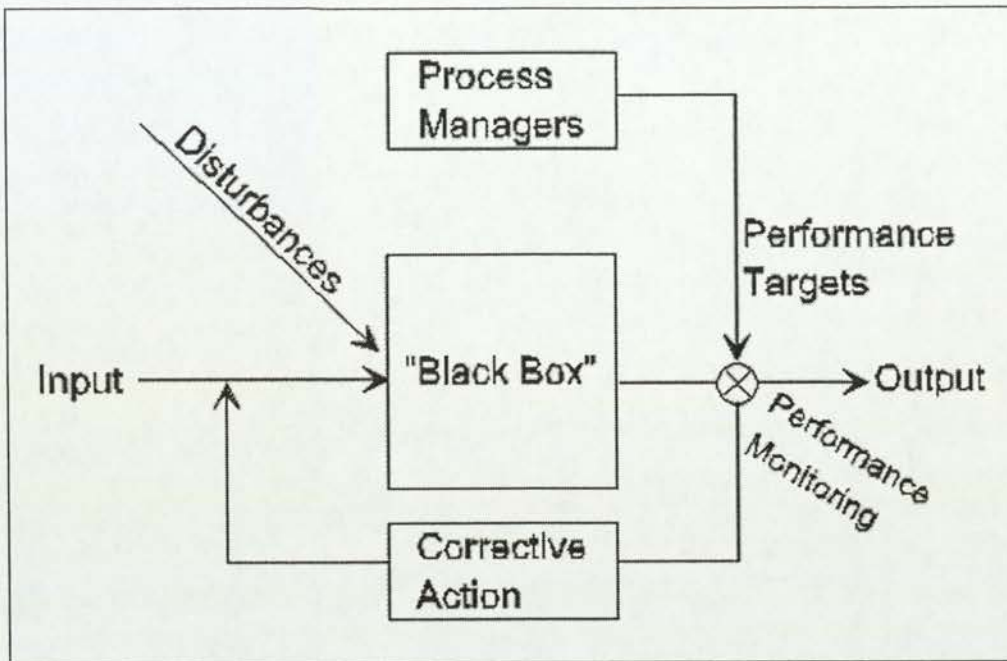 Process
Managers
Disturbances
Performance
Targets
Input
"Black Box"
Output
Performance
Monitoring
Corrective
Action